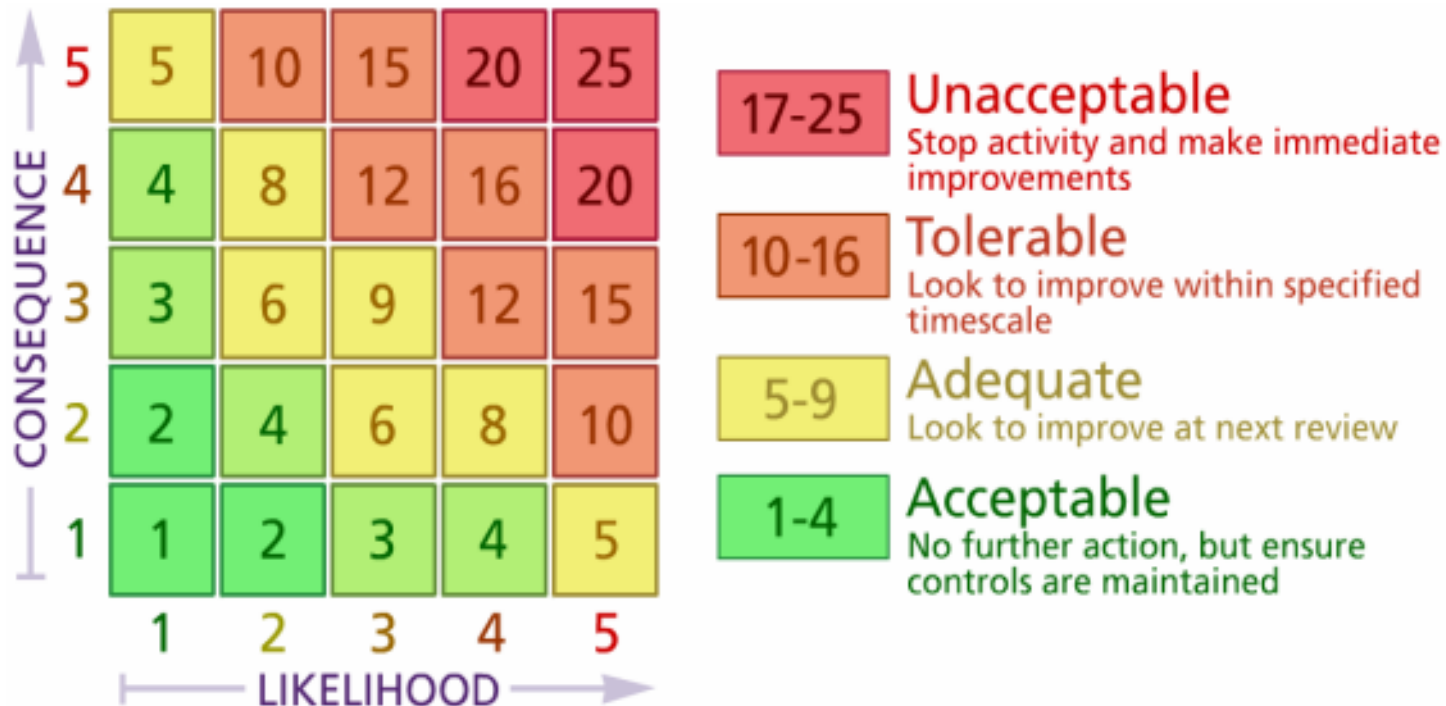 CONSEQUENCE
5 5 10 15 20 25
4 4 8 12 16 20
3 3 6 9 12 15
2 2 4 6 8 10
1 1 2 3 4 5
1 2 3 4 5
LIKELIHOOD
17-25
Unacceptable
Stop activity and make immediate
improvements
10-16
Tolerable
Look to improve within specified
timescale
5-9
Adequate
Look to improve at next review
1-4
Acceptable
No further action, but ensure
controls are maintained